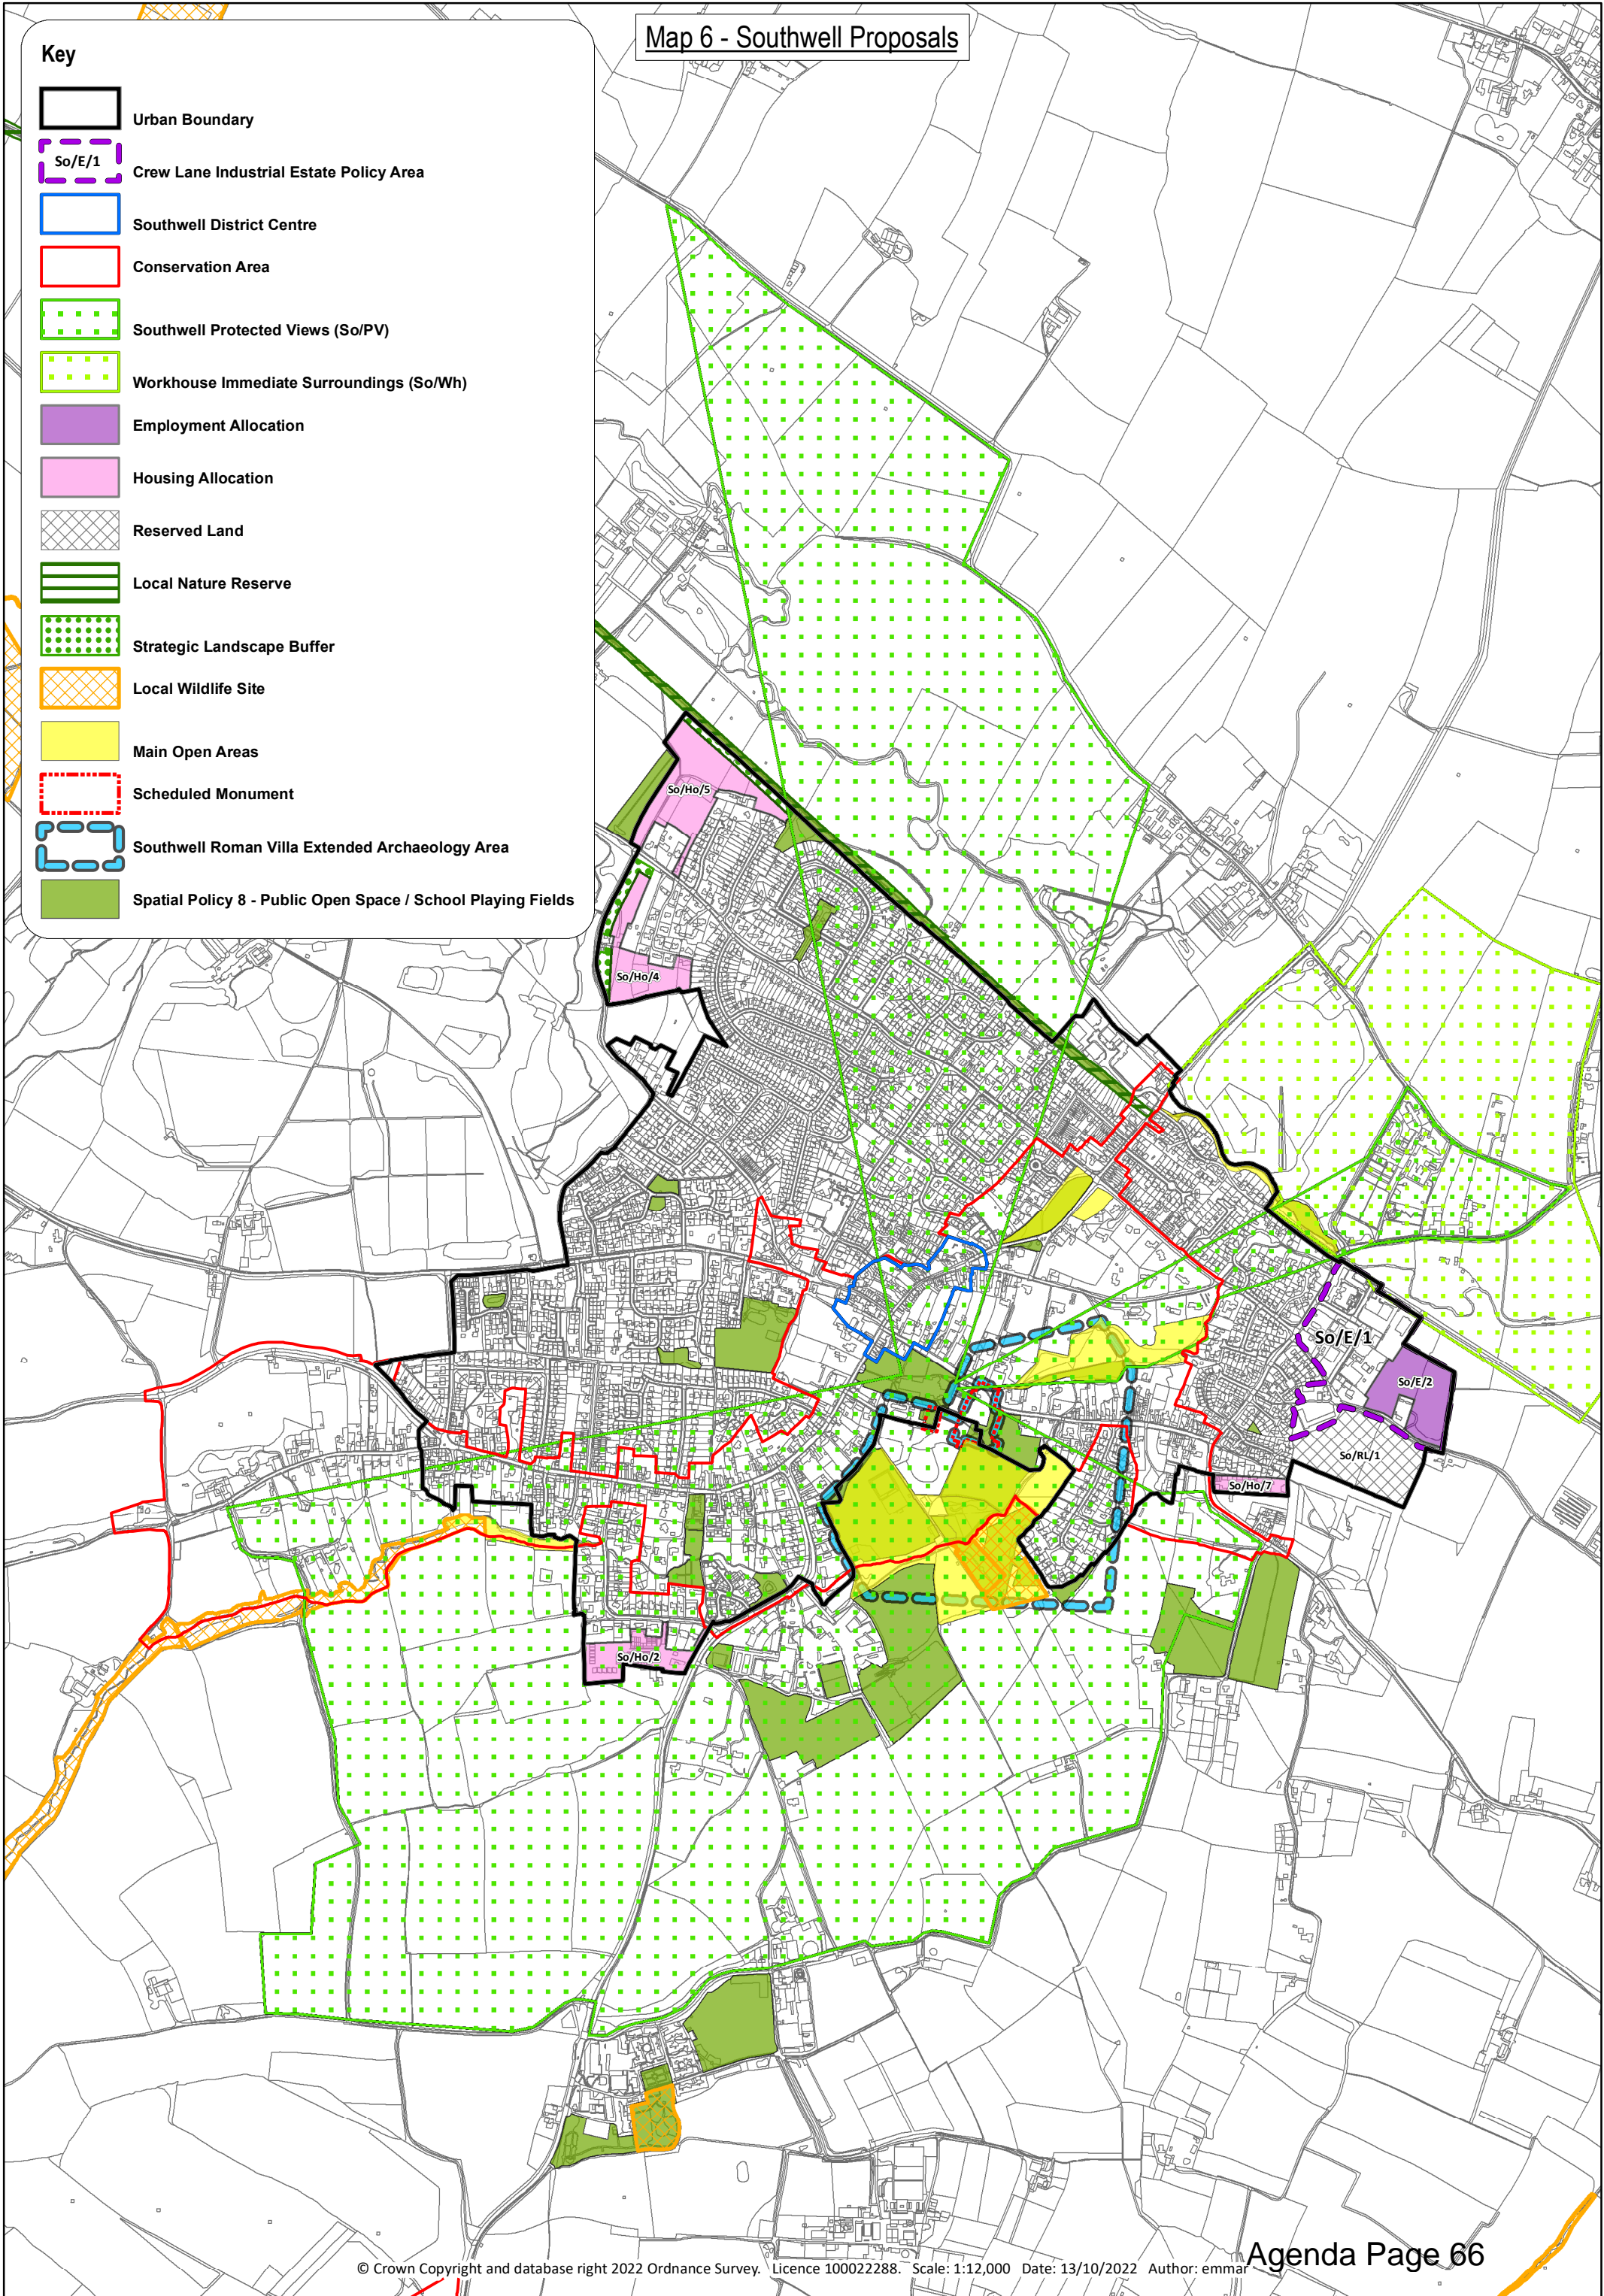 Map 6 - Southwell Proposals
Key
Urban Boundary
So/E/1
Crew Lane Industrial Estate Policy Area
Southwell District Centre
Conservation Area
Southwell Protected Views (So/PV)
Workhouse Immediate Surroundings (So/Wh)
Employment Allocation
Housing Allocation
Reserved Land
Local Nature Reserve
Strategic Landscape Buffer
Local Wildlife Site
Main Open Areas
Scheduled Monument
Southwell Roman Villa Extended Archaeology Area
Spatial Policy 8 - Public Open Space / School Playing Fields
So/Ho/5
So/Ho/4
So/E/1
So/E/2
So/RL/1
So/Ho/7
So/Ho/2
© Crown Copyright and database right 2022 Ordnance Survey. Licence 100022288. Scale: 1:12,000 Date: 13/10/2022 Author: emmar
Agenda Page 66